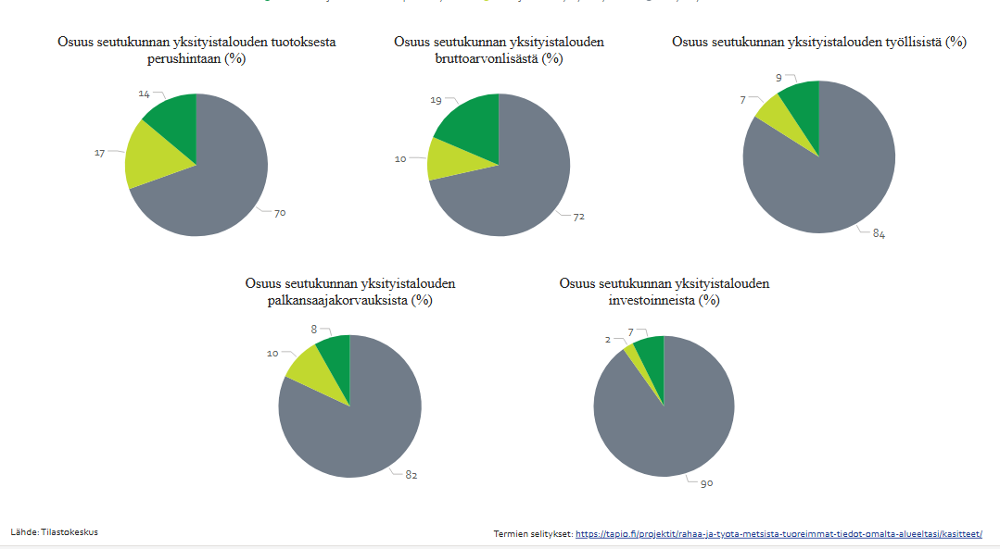 Osuus seutukunnan yksityistalouden tuotoksesta
perushintaan (%)
14
17
70
Osuus seutukunnan yksityistalouden
bruttoarvonlisästä (%)
19
10
72
Osuus seutukunnan yksityistalouden työllisistä (%)
9
7
84
Osuus seutukunnan yksityistalouden
palkansaajakorvauksista (%)
8
10
82
Osuus seutukunnan yksityistalouden
investoinneista (%)
7
2
90
Lähde: Tilastokeskus
Termien selitykset: https://tapio.fi/projektit/rahaa-ja-tyota-metsista-tuoreimmat-tiedot-omalta-alueeltasi/kasitteet/